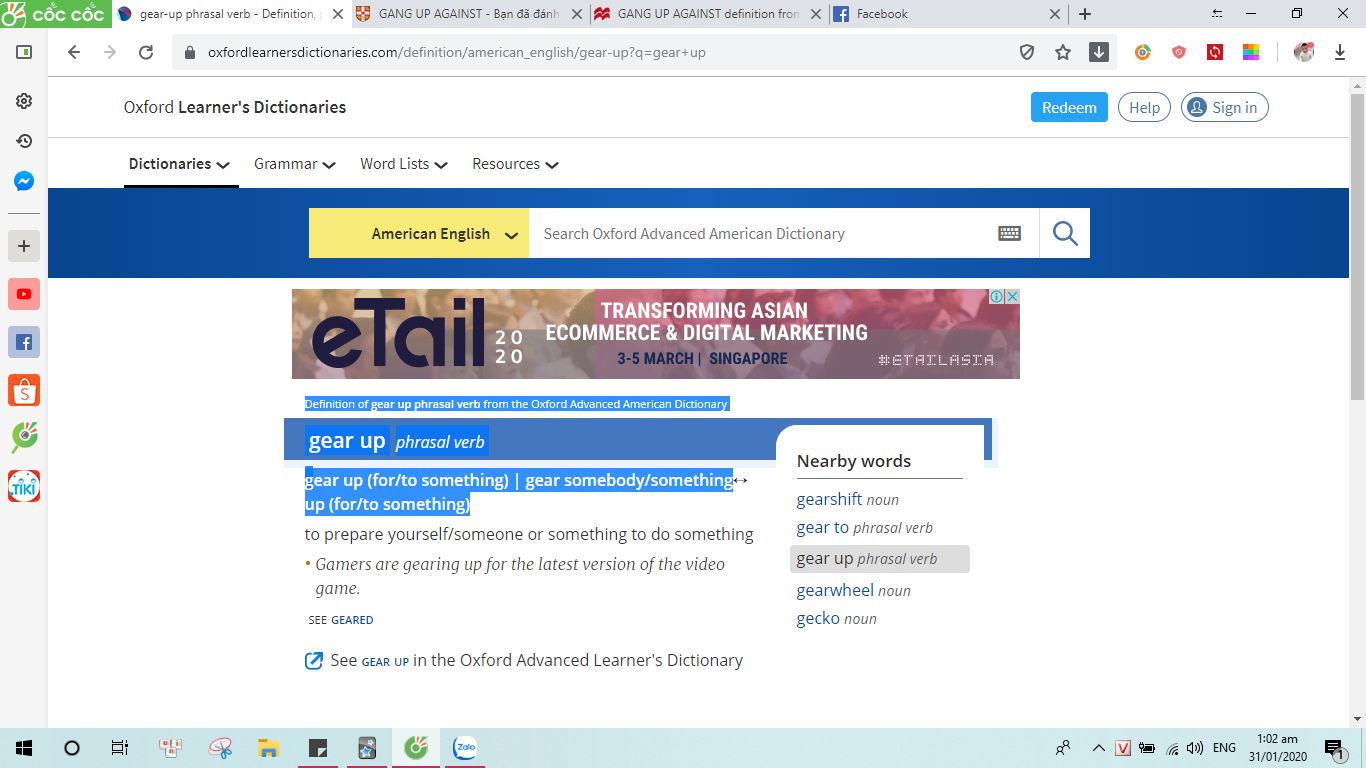 cốc cốc
gear-up phrasal verb - Definition,
GANG UP AGAINST - Bạn đã đánh
GANG UP AGAINST definition from
Facebook
oxfordlearnersdictionaries.com/definition/american_english/gear-up?q=gear+up
Oxford Learner's Dictionaries
Redeem
Help
Sign in
Dictionaries
Grammar
Word Lists
Resources
American English
Search Oxford Advanced American Dictionary
eTail 2020
TRANSFORMING ASIAN
ECOMMERCE & DIGITAL MARKETING
3-5 MARCH | SINGAPORE
#ETAILASIA
Definition of gear up phrasal verb from the Oxford Advanced American Dictionary
gear up phrasal verb
gear up (for/to something) | gear somebody/something↔
up (for/to something)
to prepare yourself/someone or something to do something
• Gamers are gearing up for the latest version of the video
game.
SEE GEARED
See GEAR UP in the Oxford Advanced Learner's Dictionary
Nearby words
gearshift noun
gear to phrasal verb
gear up phrasal verb
gearwheel noun
gecko noun
TIKI
Zalo
V
ENG
1:02 am
31/01/2020
1